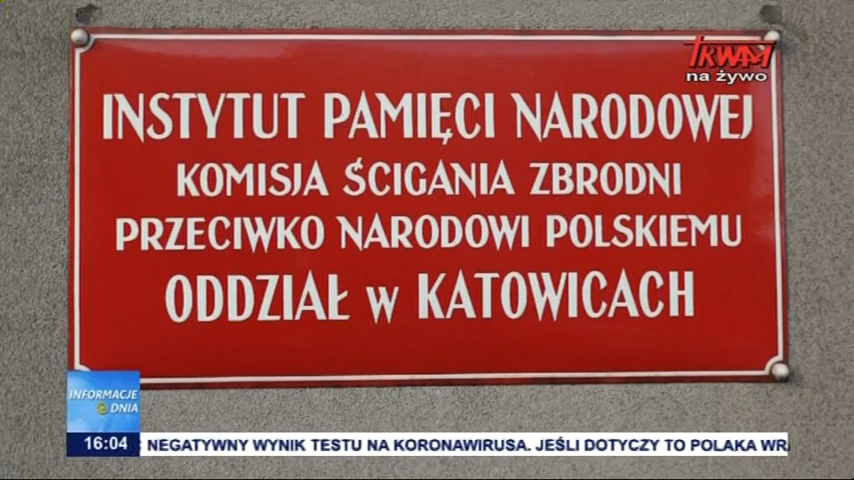 TRWAM
na żywo
INSTYTUT PAMIĘCI NARODOWEJ
KOMISJA ŚCIGANIA ZBRODNI
PRZECIWKO NARODOWI POLSKIEMU
ODDZIAŁ w KATOWICACH
INFORMACJE
DNIA
16:04 NEGATYWNY WYNIK TESTU NA KORONAWIRUSA. JEŚLI DOTYCZY TO POLAKA